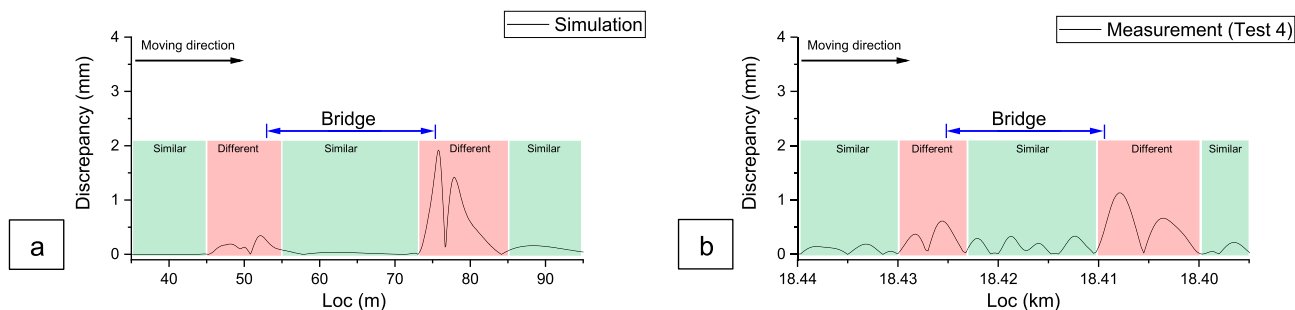 Simulation
Moving direction
Bridge
Similar
Different
Similar
Different
Similar
4
3
2
1
0
Discrepancy (mm)
40
50
60
70
80
90
Loc (m)
a
Measurement (Test 4)
Moving direction
Bridge
Similar
Different
Similar
Different
Similar
4
3
2
1
0
Discrepancy (mm)
18.44
18.43
18.42
18.41
18.40
Loc (km)
b